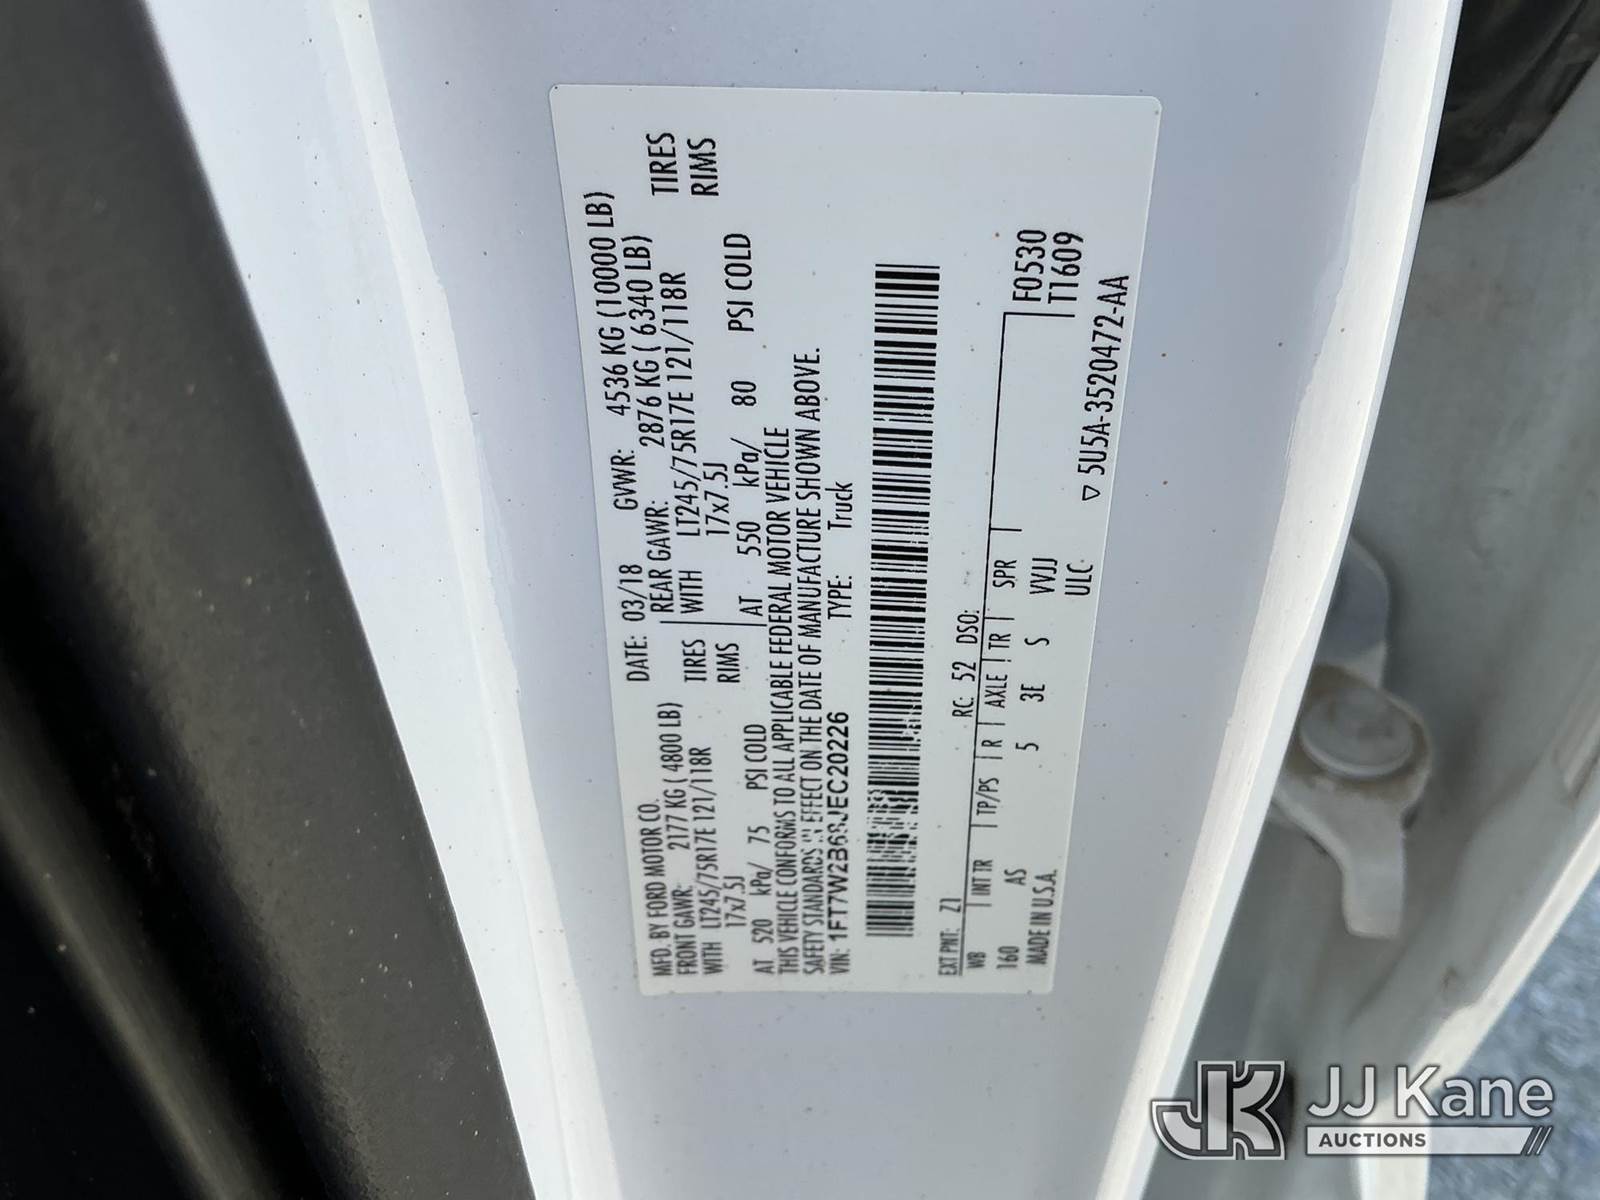 MFD. BY FORD MOTOR CO. DATE: 03/18 GVWR: 4536 KG (10000 LB)
FRONT GAWR: 2177 KG ( 4800 LB) REAR GAWR: 2876 KG ( 6340 LB)
WITH LT245/75R17E 121/118R TIRES WITH LT245/75R17E 121/118R TIRES
17x7.5J RIMS 17x7.5J RIMS
AT 520 kPa/ 75 PSI COLD AT 550 kPa/ 80 PSI COLD
THIS VEHICLE CONFORMS TO ALL APPLICABLE FEDERAL MOTOR VEHICLE
SAFETY STANDARDS IN EFFECT ON THE DATE OF MANUFACTURE SHOWN ABOVE.
VIN: TYPE: Truck
EXT PNT: Z1 RC: 52 DSO:
WB INT TR TP/PS R AXLE TR SPR F0530
160 AS 5 3E S VVJJ T1609
MADE IN U.S.A. ULC
▽ 5U5A-3520472-AA
JK JJ Kane
AUCTIONS